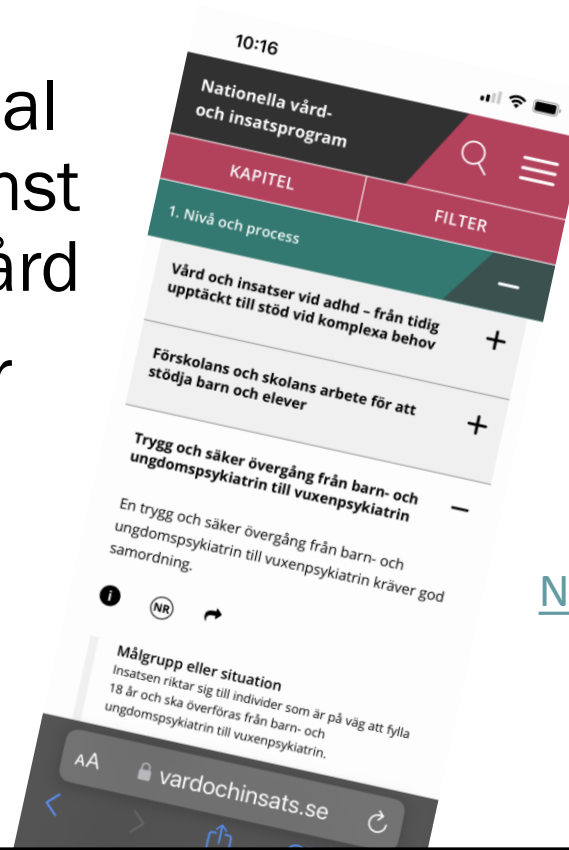 al
nst
ård
r
10:16
Nationella vård-
och insatsprogram
KAPITEL
FILTER
1. Nivå och process
Vård och insatser vid adhd – från tidig
upptäckt till stöd vid komplexa behov
Förskolans och skolans arbete för att
stödja barn och elever
Trygg och säker övergång från barn- och
ungdomspsykiatrin till vuxenpsykiatrin
En trygg och säker övergång från barn- och
ungdomspsykiatrin till vuxenpsykiatrin kräver god
samordning.
i
NR
N
Målgrupp eller situation
Insatsen riktar sig till individer som är på väg att fylla
18 år och ska överföras från barn- och
ungdomspsykiatrin till vuxenpsykiatrin.
AA
vardochinsats.se